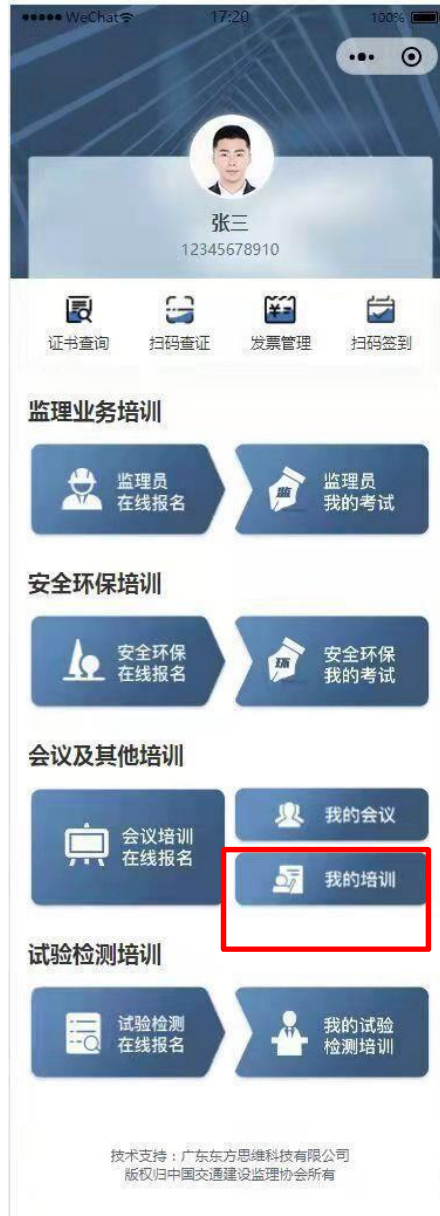 WeChat 17:20 100%
张三
12345678910
证书查询 扫码查证 发票管理 扫码签到
监理业务培训
监理员
在线报名
监
监理员
我的考试
安全环保培训
安全环保
在线报名
环
安全环保
我的考试
会议及其他培训
会议培训
在线报名
我的会议
我的培训
试验检测培训
试验检测
在线报名
我的试验
检测培训
技术支持：广东东方思维科技有限公司
版权归中国交通建设监理协会所有